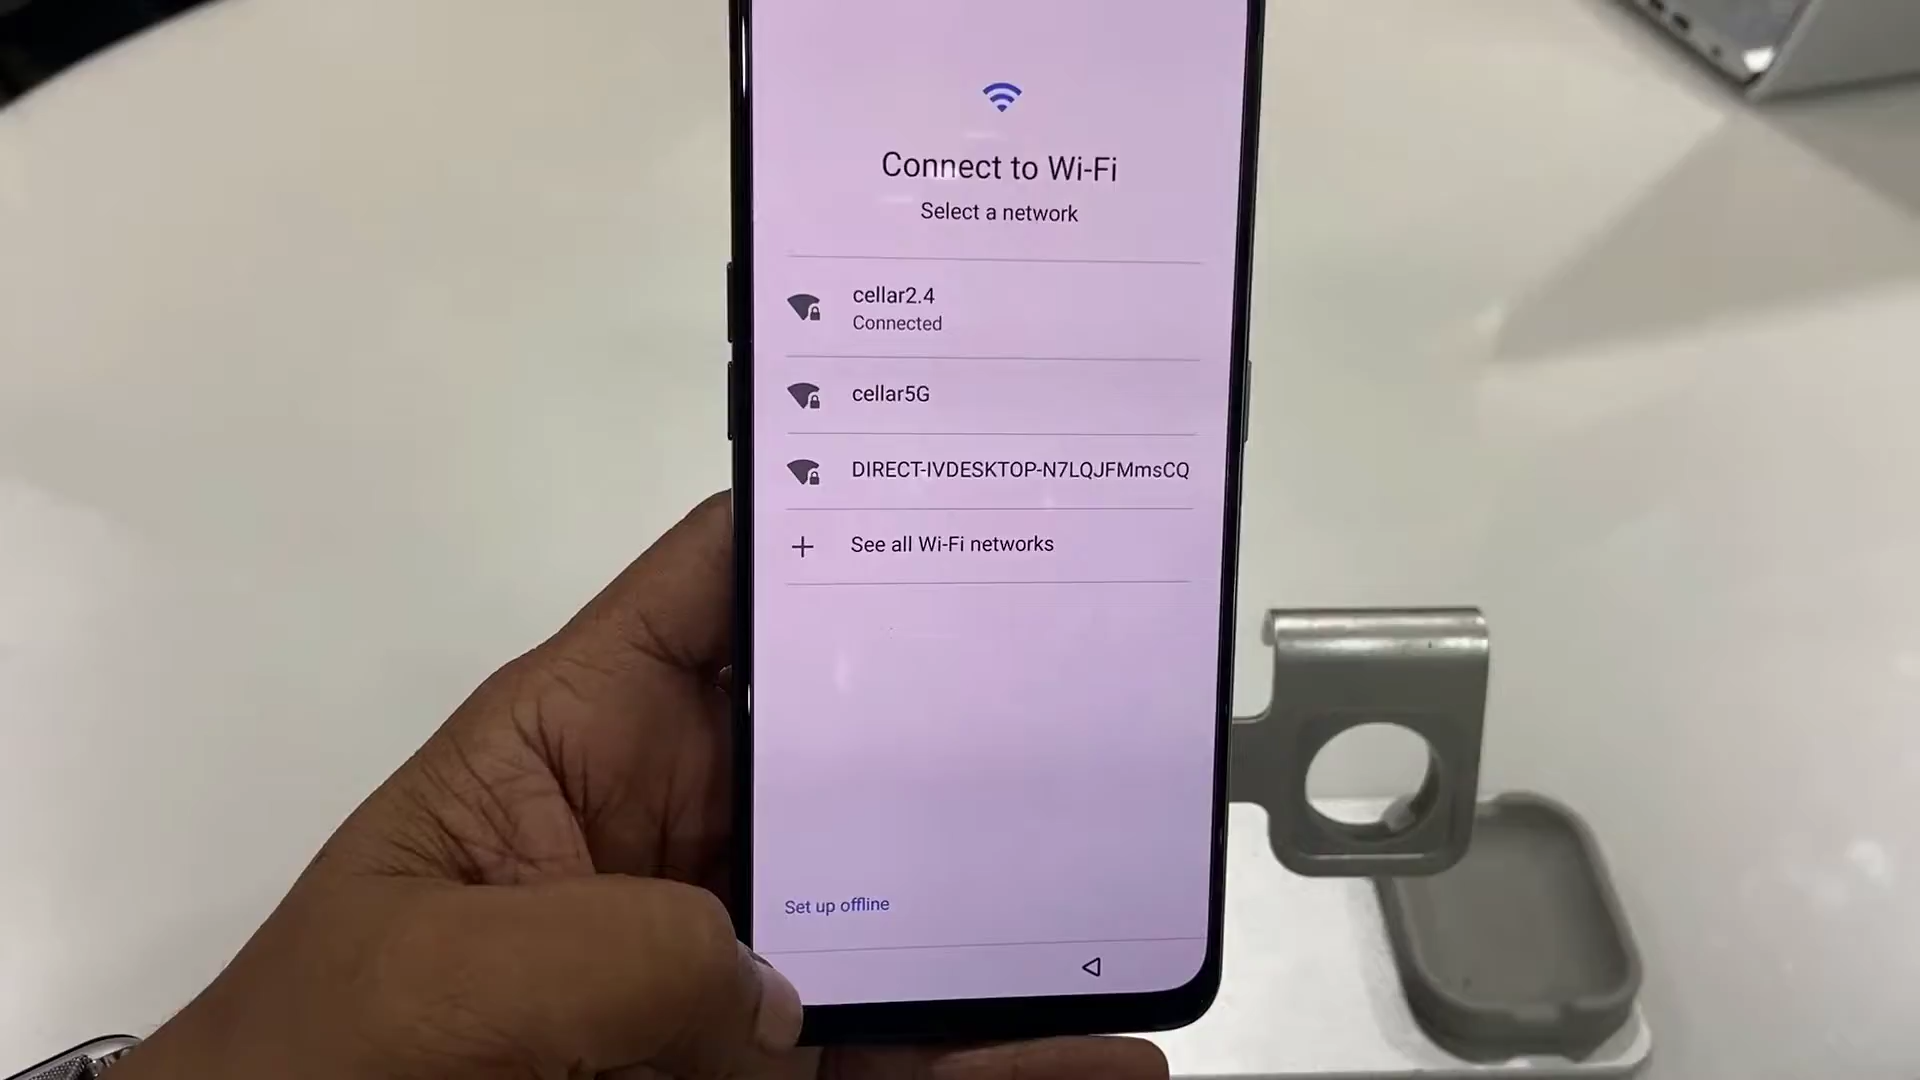 Connect to Wi-Fi
Select a network
cellar2.4
Connected
cellar5G
DIRECT-IVDESKTOP-N7LQJFMmsCQ
See all Wi-Fi networks
Set up offline